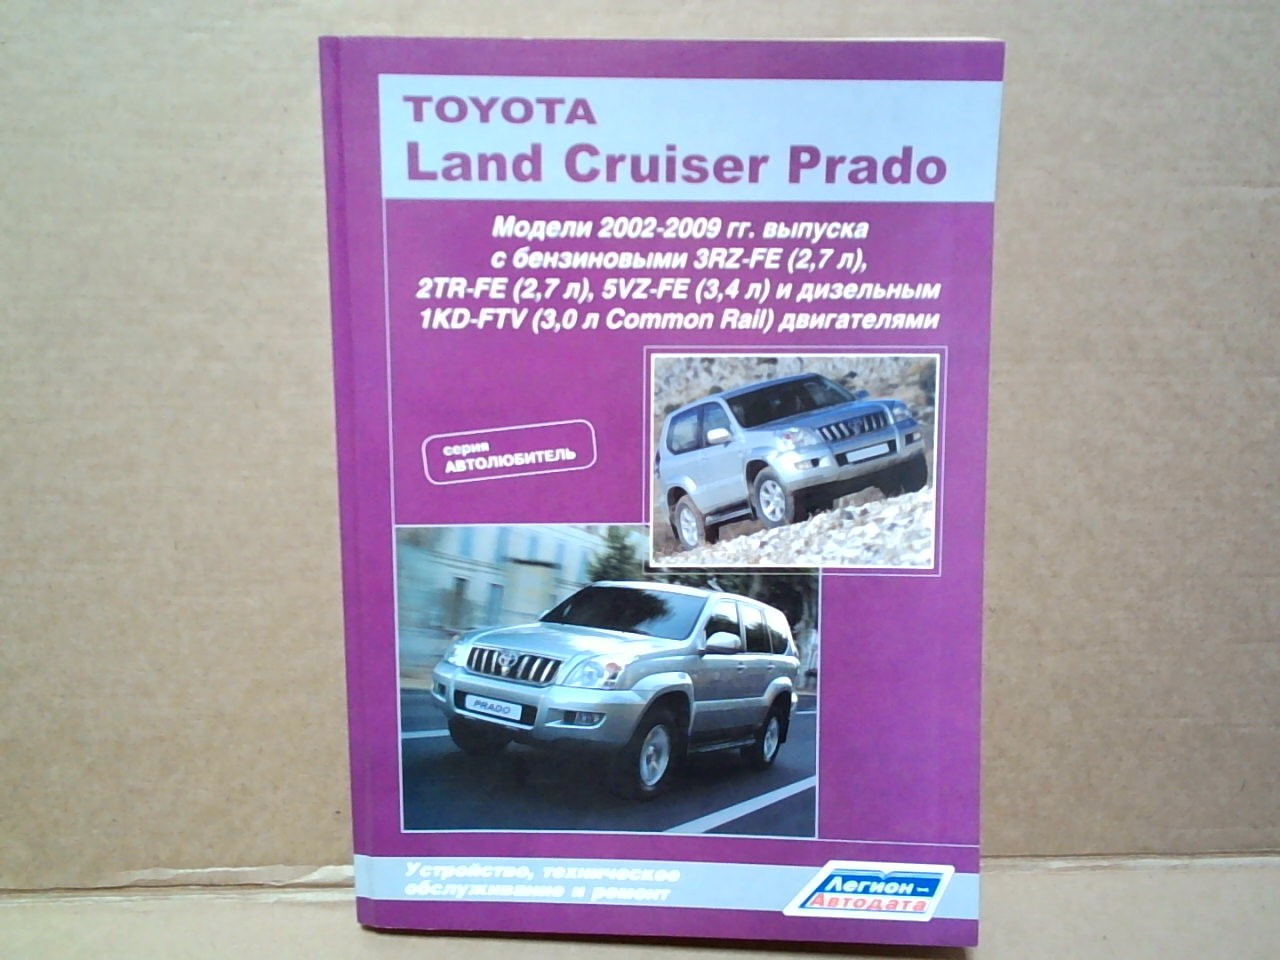 TOYOTA
Land Cruiser Prado
Модели 2002-2009 гг. выпуска
с бензиновыми 3RZ-FE (2,7 л),
2TR-FE (2,7 л), 5VZ-FE (3,4 л) и дизельным
1KD-FTV (3,0 л Common Rail) двигателями
серия
АВТОЛЮБИТЕЛЬ
PRADO
Устройство, техническое
обслуживание и ремонт
Легион-
Автодата